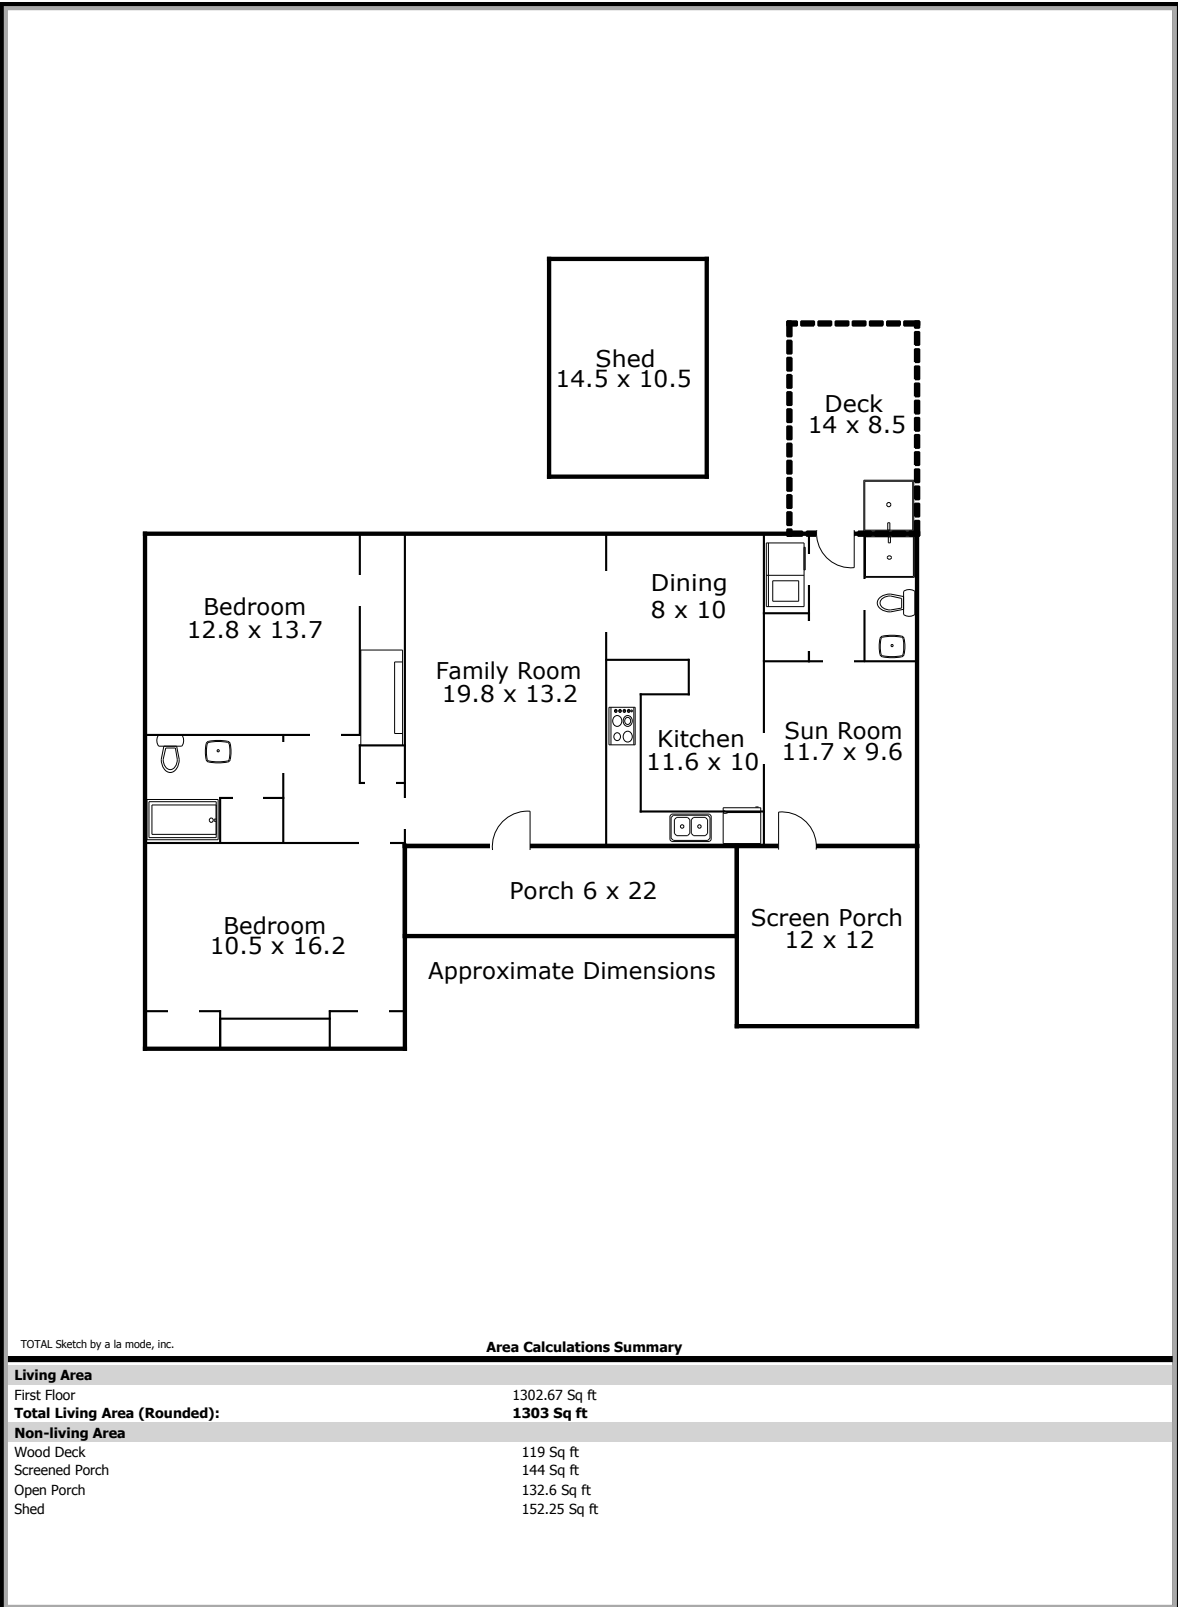 Shed
14.5 x 10.5
Deck
14 x 8.5
Bedroom
12.8 x 13.7
Family Room
19.8 x 13.2
Dining
8 x 10
Kitchen
11.6 x 10
Sun Room
11.7 x 9.6
Porch 6 x 22
Bedroom
10.5 x 16.2
Screen Porch
12 x 12
Approximate Dimensions
TOTAL Sketch by a la mode, inc.
Area Calculations Summary
Living Area
First Floor 1302.67 Sq ft
Total Living Area (Rounded): 1303 Sq ft
Non-living Area
Wood Deck 119 Sq ft
Screened Porch 144 Sq ft
Open Porch 132.6 Sq ft
Shed 152.25 Sq ft